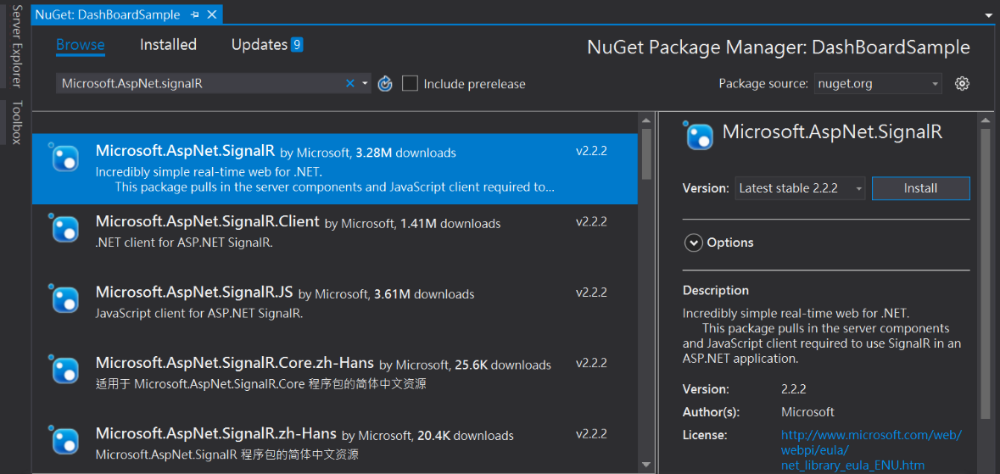 Server Explorer
Toolbox
NuGet: DashBoardSample
Browse Installed Updates 9
NuGet Package Manager: DashBoardSample
Microsoft.AspNet.signalR
Include prerelease
Package source: nuget.org
Microsoft.AspNet.SignalR by Microsoft, 3.28M downloads v2.2.2
Incredibly simple real-time web for .NET.
This package pulls in the server components and JavaScript client required to...
Microsoft.AspNet.SignalR.Client by Microsoft, 1.41M downloads v2.2.2
.NET client for ASP.NET SignalR.
Microsoft.AspNet.SignalR.JS by Microsoft, 3.61M downloads v2.2.2
JavaScript client for ASP.NET SignalR.
Microsoft.AspNet.SignalR.Core.zh-Hans by Microsoft, 25.6K downloads v2.2.2
适用于 Microsoft.AspNet.SignalR.Core 程序包的简体中文资源
Microsoft.AspNet.SignalR.zh-Hans by Microsoft, 20.4K downloads v2.2.2
Microsoft.AspNet.SignalR 程序包的简体中文资源
Microsoft.AspNet.SignalR
Version: Latest stable 2.2.2 Install
Options
Description
Incredibly simple real-time web for .NET.
This package pulls in the server components
and JavaScript client required to use SignalR in an
ASP.NET application.
Version: 2.2.2
Author(s): Microsoft
License: http://www.microsoft.com/web/
webpi/eula/
net_library_eula_ENU.htm